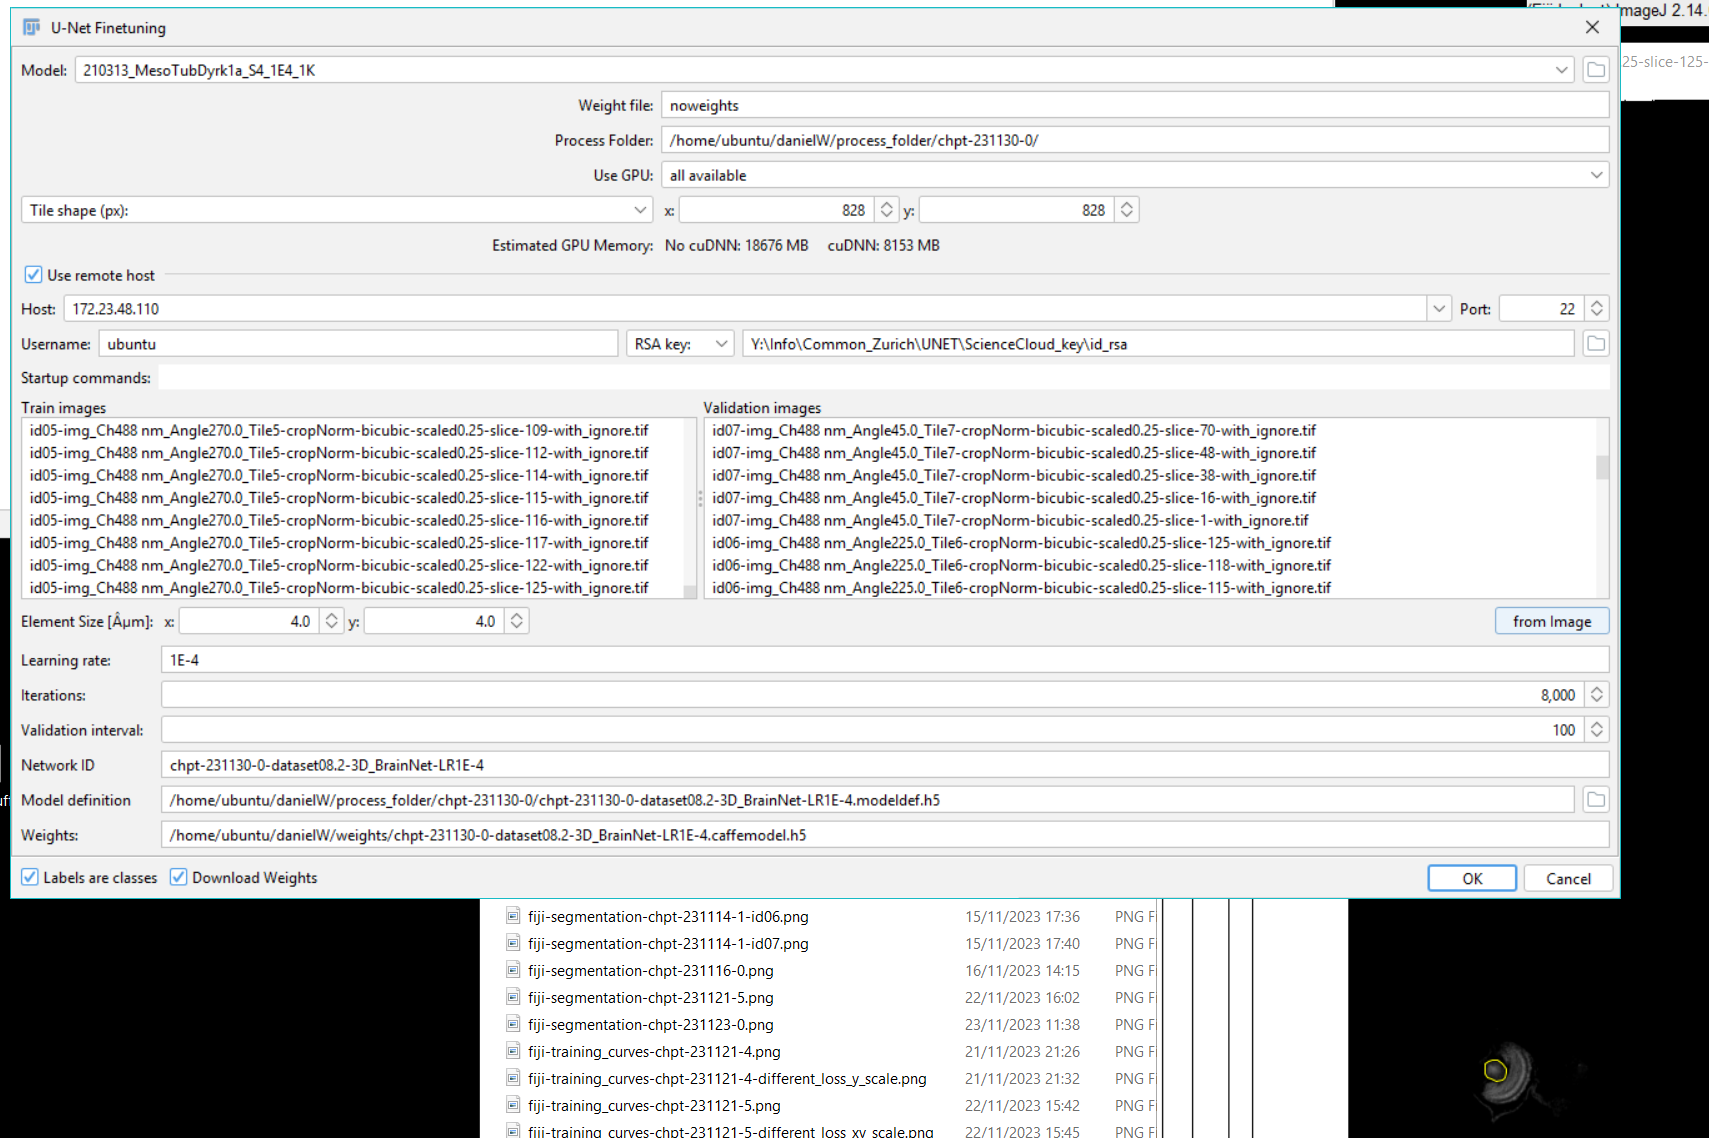 U-Net Finetuning
ImageJ 2.14.
25-slice-125-
Model: 210313_MesoTubDyrk1a_S4_1E4_1K
Weight file: noweights
Process Folder: /home/ubuntu/danielW/process_folder/chpt-231130-0/
Use GPU: all available
Tile shape (px): x: 828 y: 828
Estimated GPU Memory: No cuDNN: 18676 MB cuDNN: 8153 MB
Use remote host
Host: 172.23.48.110 Port: 22
Username: ubuntu RSA key: Y:\Info\Common_Zurich\UNET\ScienceCloud_key\id_rsa
Startup commands:
Train images
id05-img_Ch488 nm_Angle270.0_Tile5-cropNorm-bicubic-scaled0.25-slice-109-with_ignore.tif
id05-img_Ch488 nm_Angle270.0_Tile5-cropNorm-bicubic-scaled0.25-slice-112-with_ignore.tif
id05-img_Ch488 nm_Angle270.0_Tile5-cropNorm-bicubic-scaled0.25-slice-114-with_ignore.tif
id05-img_Ch488 nm_Angle270.0_Tile5-cropNorm-bicubic-scaled0.25-slice-115-with_ignore.tif
id05-img_Ch488 nm_Angle270.0_Tile5-cropNorm-bicubic-scaled0.25-slice-116-with_ignore.tif
id05-img_Ch488 nm_Angle270.0_Tile5-cropNorm-bicubic-scaled0.25-slice-117-with_ignore.tif
id05-img_Ch488 nm_Angle270.0_Tile5-cropNorm-bicubic-scaled0.25-slice-122-with_ignore.tif
id05-img_Ch488 nm_Angle270.0_Tile5-cropNorm-bicubic-scaled0.25-slice-125-with_ignore.tif
Validation images
id07-img_Ch488 nm_Angle45.0_Tile7-cropNorm-bicubic-scaled0.25-slice-70-with_ignore.tif
id07-img_Ch488 nm_Angle45.0_Tile7-cropNorm-bicubic-scaled0.25-slice-48-with_ignore.tif
id07-img_Ch488 nm_Angle45.0_Tile7-cropNorm-bicubic-scaled0.25-slice-38-with_ignore.tif
id07-img_Ch488 nm_Angle45.0_Tile7-cropNorm-bicubic-scaled0.25-slice-16-with_ignore.tif
id07-img_Ch488 nm_Angle45.0_Tile7-cropNorm-bicubic-scaled0.25-slice-1-with_ignore.tif
id06-img_Ch488 nm_Angle225.0_Tile6-cropNorm-bicubic-scaled0.25-slice-125-with_ignore.tif
id06-img_Ch488 nm_Angle225.0_Tile6-cropNorm-bicubic-scaled0.25-slice-118-with_ignore.tif
id06-img_Ch488 nm_Angle225.0_Tile6-cropNorm-bicubic-scaled0.25-slice-115-with_ignore.tif
Element Size [Âµm]: x: 4.0 y: 4.0 from Image
Learning rate: 1E-4
Iterations: 8,000
Validation interval: 100
Network ID chpt-231130-0-dataset08.2-3D_BrainNet-LR1E-4
Model definition /home/ubuntu/danielW/process_folder/chpt-231130-0/chpt-231130-0-dataset08.2-3D_BrainNet-LR1E-4.modeldef.h5
Weights: /home/ubuntu/danielW/weights/chpt-231130-0-dataset08.2-3D_BrainNet-LR1E-4.caffemodel.h5
Labels are classes Download Weights OK Cancel
fiji-segmentation-chpt-231114-1-id06.png 15/11/2023 17:36 PNG F
fiji-segmentation-chpt-231114-1-id07.png 15/11/2023 17:40 PNG F
fiji-segmentation-chpt-231116-0.png 16/11/2023 14:15 PNG F
fiji-segmentation-chpt-231121-5.png 22/11/2023 16:02 PNG F
fiji-segmentation-chpt-231123-0.png 23/11/2023 11:38 PNG F
fiji-training_curves-chpt-231121-4.png 21/11/2023 21:26 PNG F
fiji-training_curves-chpt-231121-4-different_loss_y_scale.png 21/11/2023 21:32 PNG F
fiji-training_curves-chpt-231121-5.png 22/11/2023 15:42 PNG F
fiji-training_curves-chpt-231121-5-different_loss_xy_scale.png 22/11/2023 15:45 PNG F